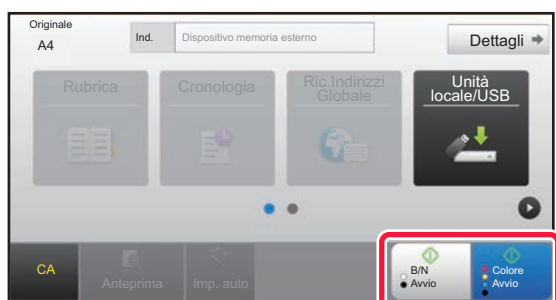 Originale
A4
Ind.
Dispositivo memoria esterno
Dettagli
Rubrica
Cronologia
Ric.Indirizzi
Globale
Unità
locale/USB
CA
Anteprima
Imp. auto
B/N
Avvio
Colore
Avvio